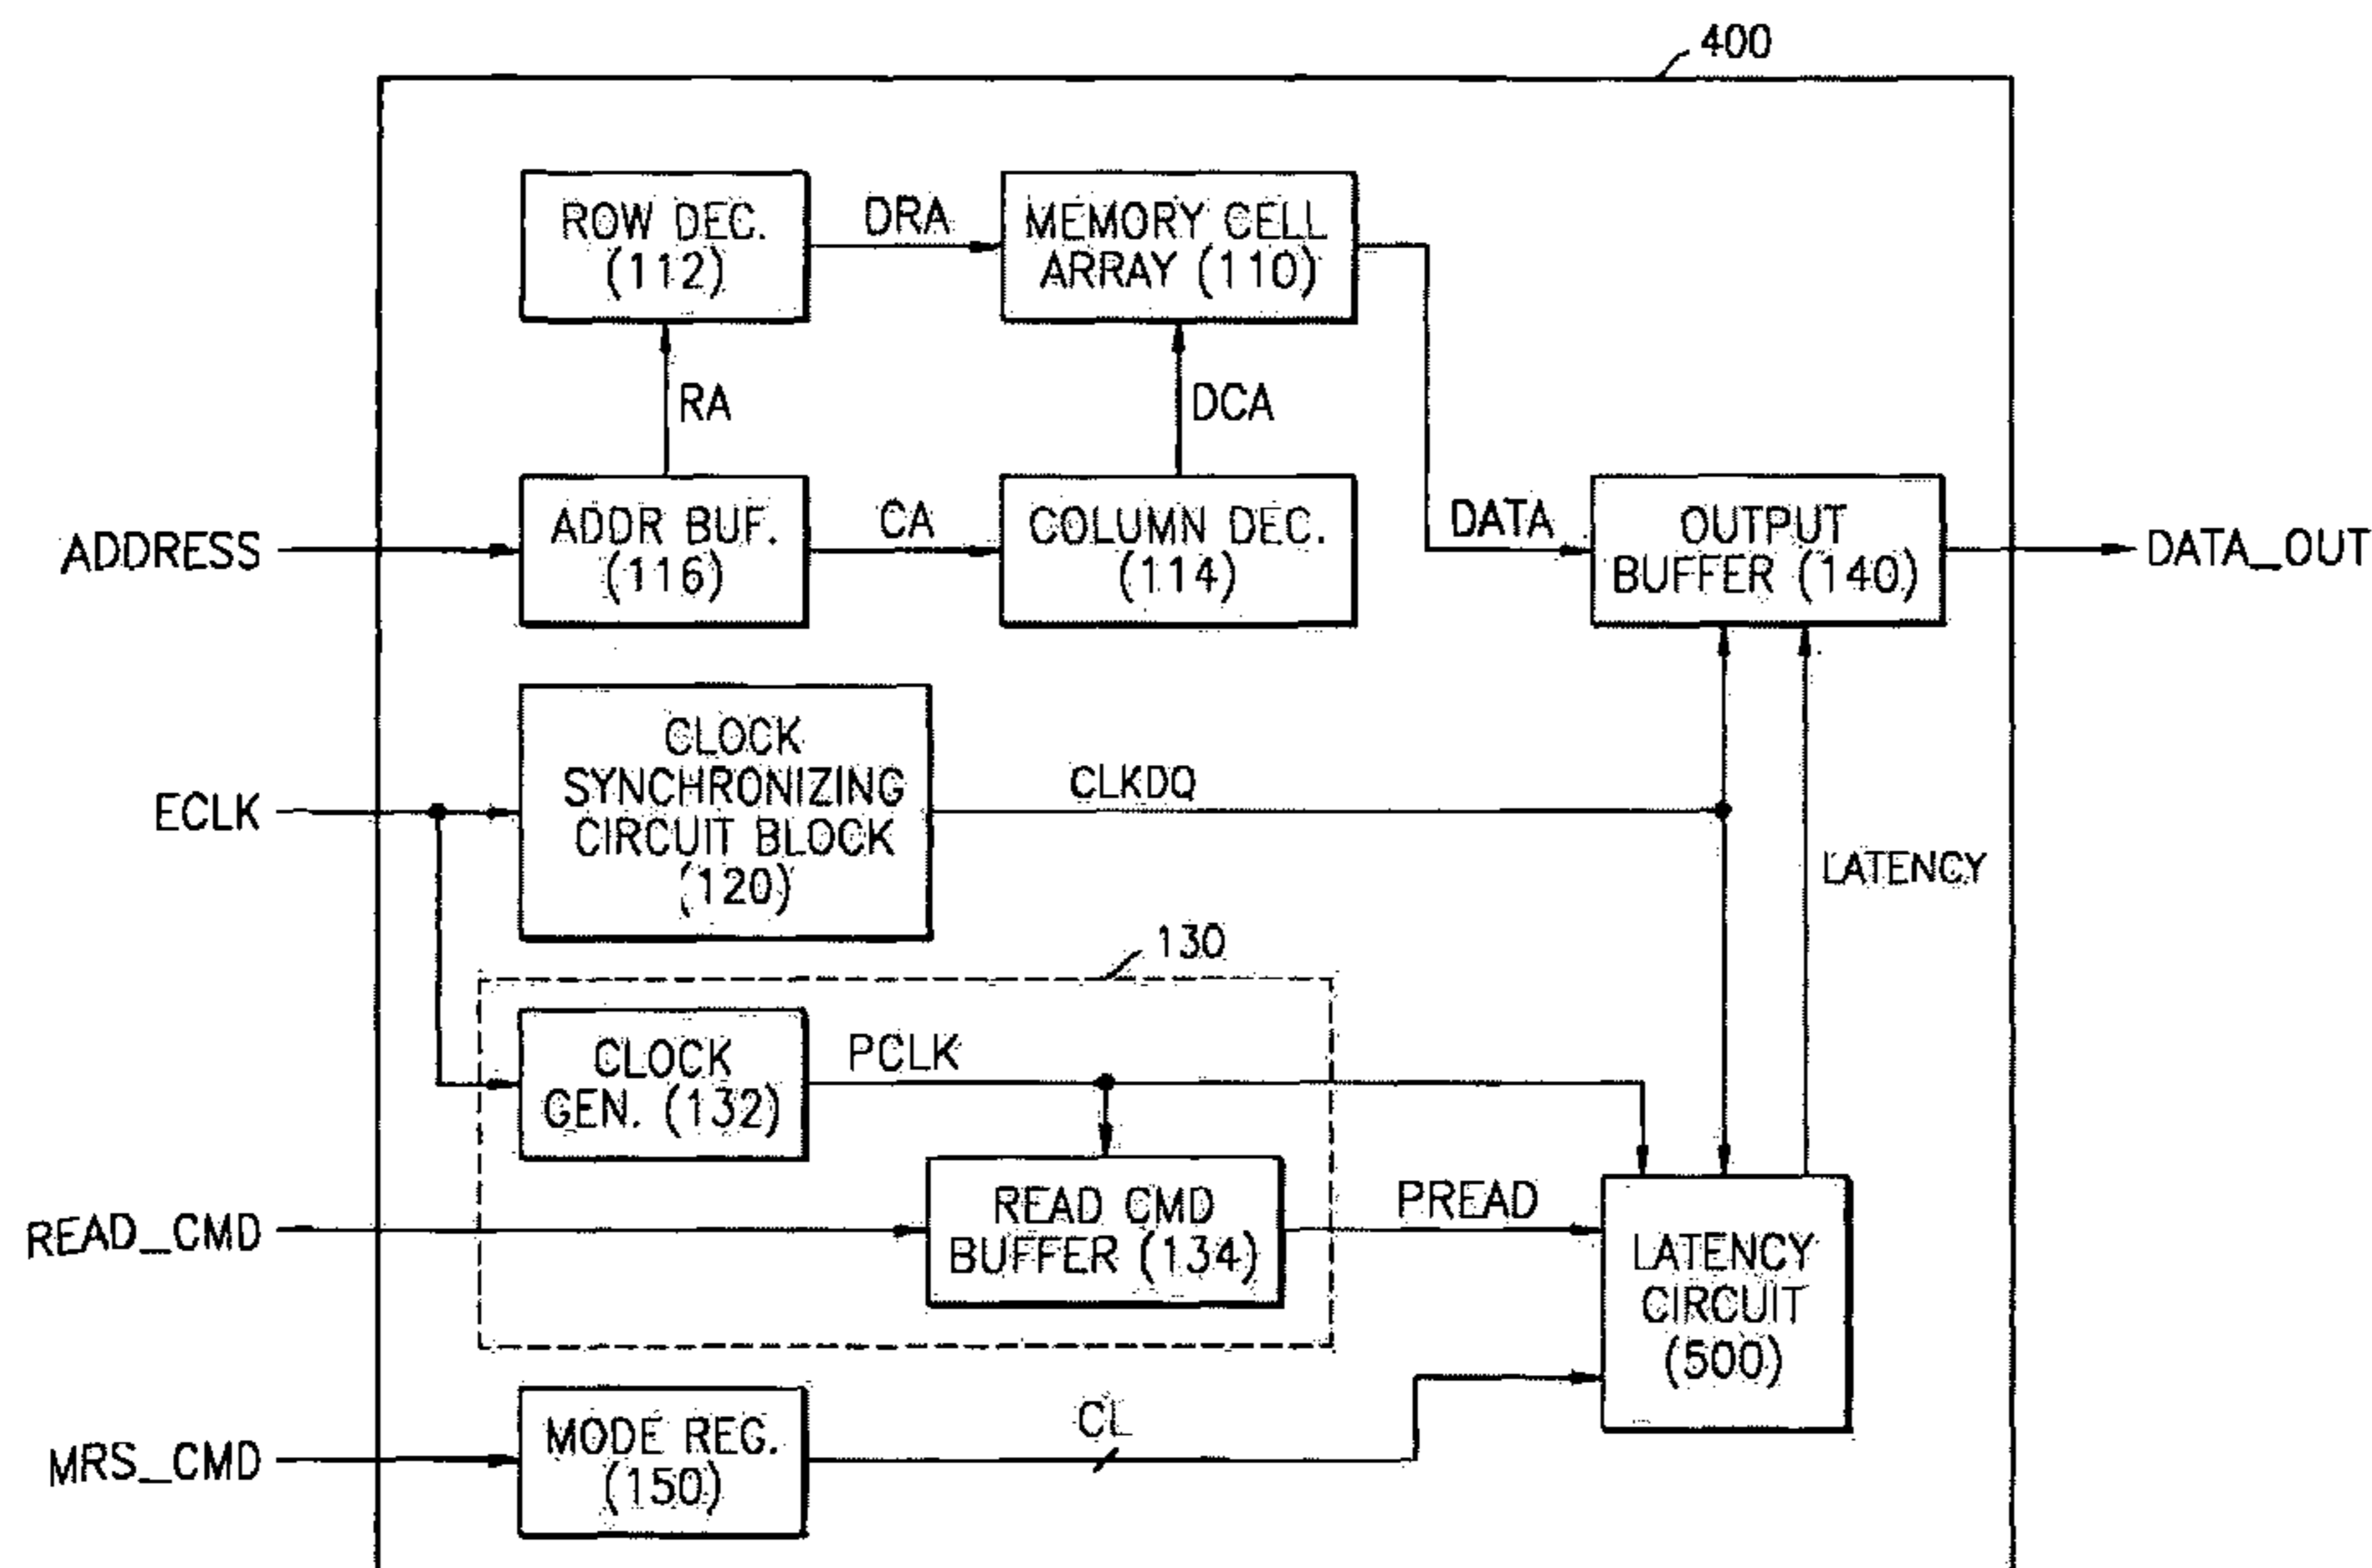 400
ROW DEC.
(112)
DRA
MEMORY CELL
ARRAY (110)
RA
DCA
ADDRESS
ADDR BUF.
(116)
CA
COLUMN DEC.
(114)
DATA
OUTPUT
BUFFER (140)
DATA_OUT
ECLK
CLOCK
SYNCHRONIZING
CIRCUIT BLOCK
(120)
CLKDQ
LATENCY
130
CLOCK
GEN. (132)
PCLK
READ_CMD
READ CMD
BUFFER (134)
PREAD
LATENCY
CIRCUIT
(500)
MRS_CMD
MODE REG.
(150)
CL